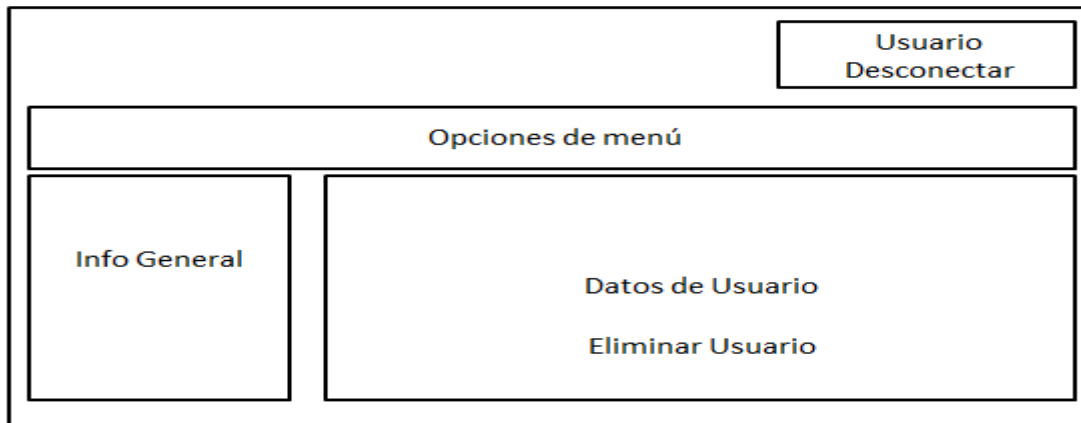 Usuario
Desconectar
Opciones de menú
Info General
Datos de Usuario
Eliminar Usuario